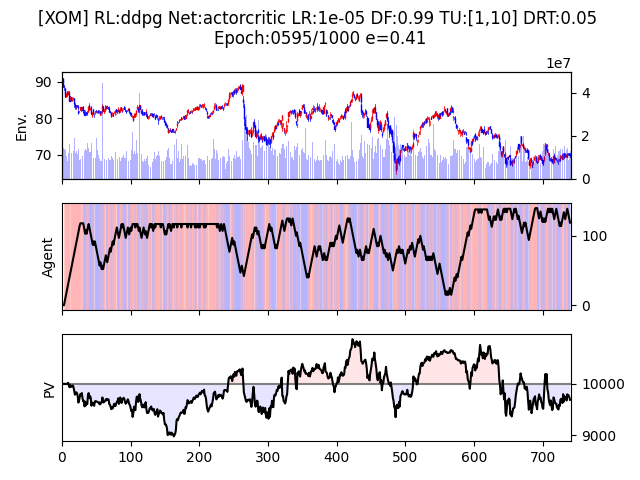 [XOM] RL:ddpg Net:actorcritic LR:1e-05 DF:0.99 TU:[1,10] DRT:0.05
Epoch:0595/1000 e=0.41
1e7
90
80
70
Env.
4
2
0
Agent
100
0
PV
10000
9000
0 100 200 300 400 500 600 700